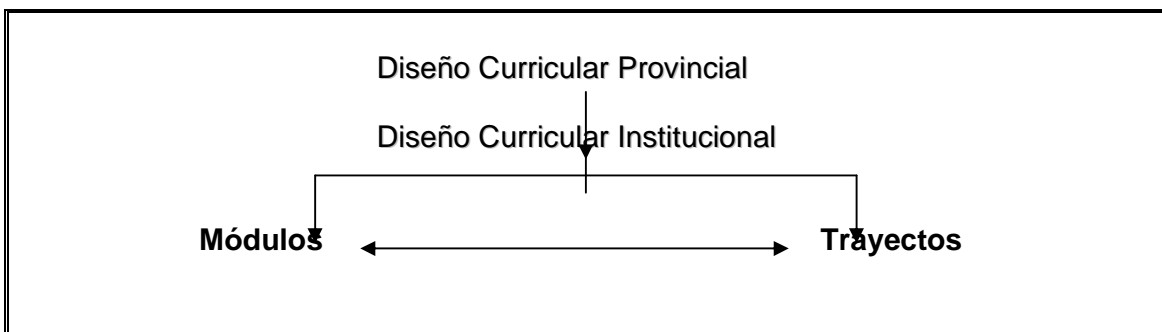 Diseño Curricular Provincial
Diseño Curricular Institucional
Módulos Trayectos